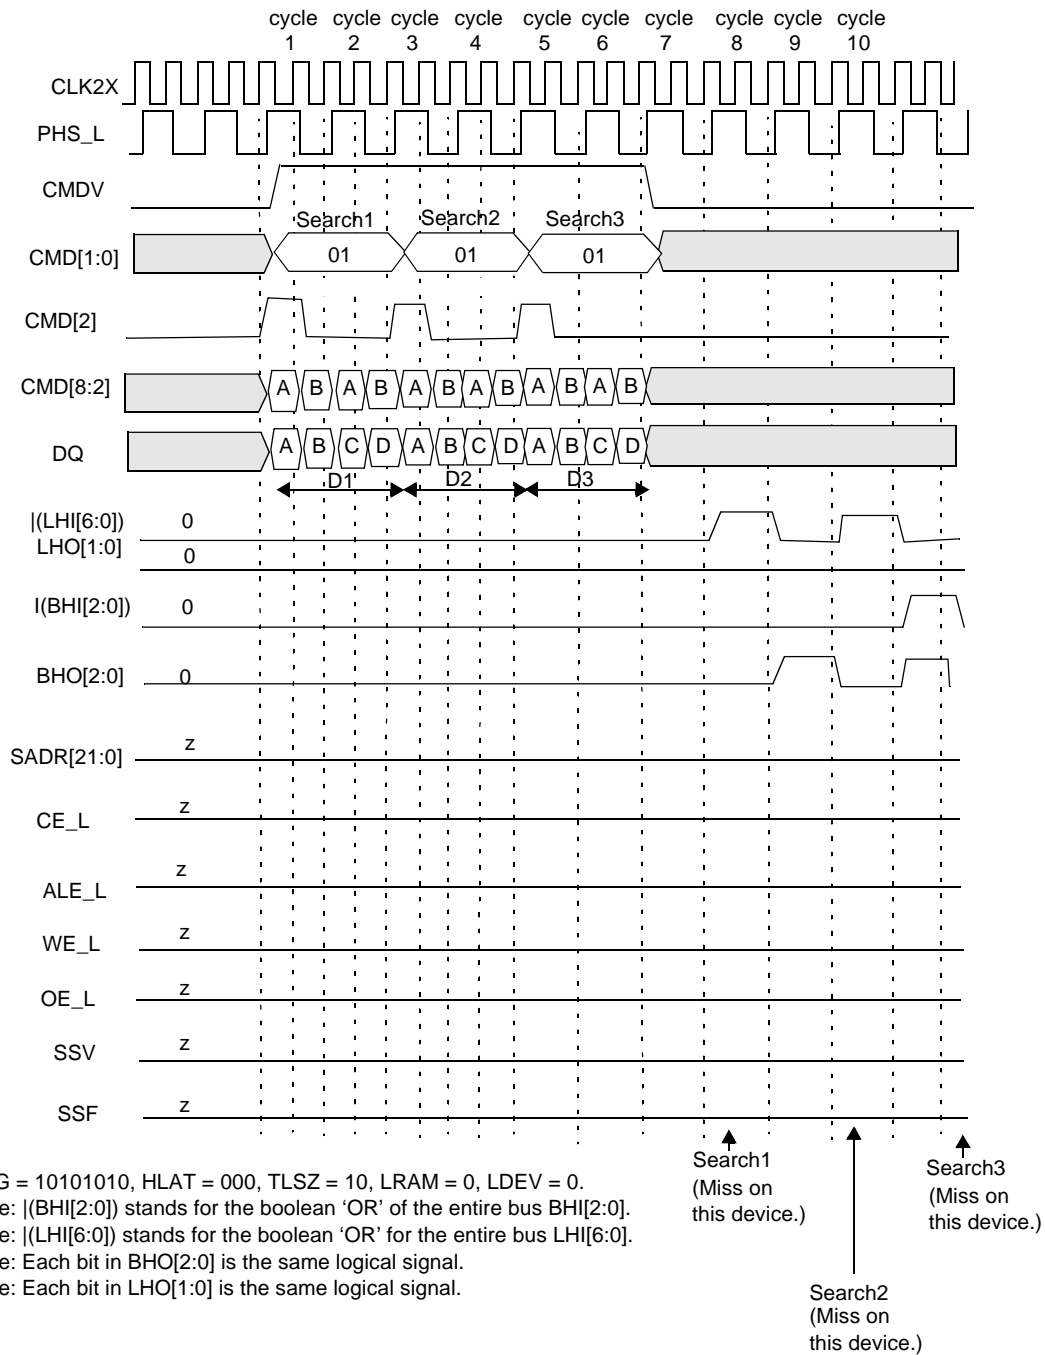 cycle cycle cycle cycle cycle cycle cycle cycle cycle cycle
1 2 3 4 5 6 7 8 9 10
CLK2X
PHS_L
CMDV
Search1 Search2 Search3
CMD[1:0] 01 01 01
CMD[2]
CMD[8:2] A B A B A B A B A B A B
DQ A B C D A B C D A B C D
D1 D2 D3
|(LHI[6:0]) 0
LHO[1:0] 0
I(BHI[2:0]) 0
BHO[2:0] 0
SADR[21:0] z
CE_L z
ALE_L z
WE_L z
OE_L z
SSV z
SSF z
Search1
(Miss on
this device.)
Search3
(Miss on
this device.)
Search2
(Miss on
this device.)
G = 10101010, HLAT = 000, TLSZ = 10, LRAM = 0, LDEV = 0.
e: |(BHI[2:0]) stands for the boolean ‘OR’ of the entire bus BHI[2:0].
e: |(LHI[6:0]) stands for the boolean ‘OR’ for the entire bus LHI[6:0].
e: Each bit in BHO[2:0] is the same logical signal.
e: Each bit in LHO[1:0] is the same logical signal.